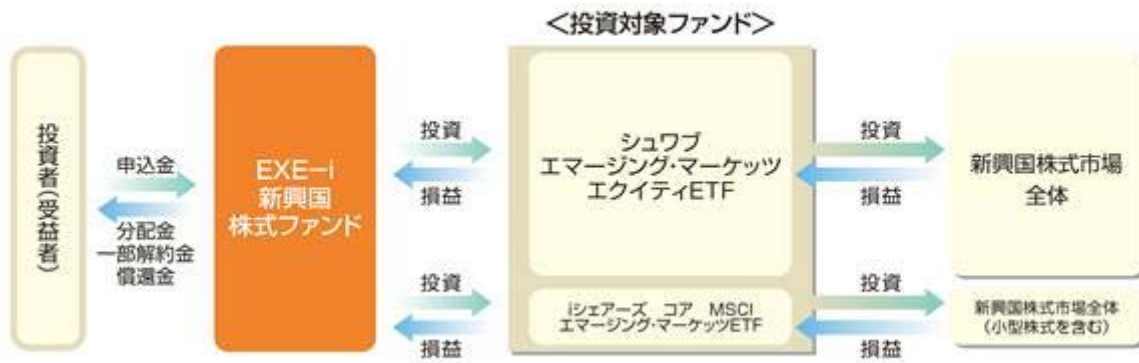 <投資対象ファンド>
投資者(受益者)
申込金
分配金
一部解約金
償還金
EXE-i
新興国
株式ファンド
投資
損益
シュワブ
エマージング・マーケッツ
エクイティETF
投資
損益
新興国株式市場
全体
投資
損益
iシェアーズ コア MSCI
エマージング・マーケッツETF
投資
損益
新興国株式市場全体
(小型株式を含む)